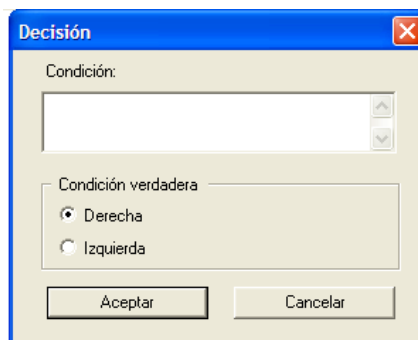 Decisión
Condición:
Condición verdadera
Derecha
Izquierda
Aceptar Cancelar